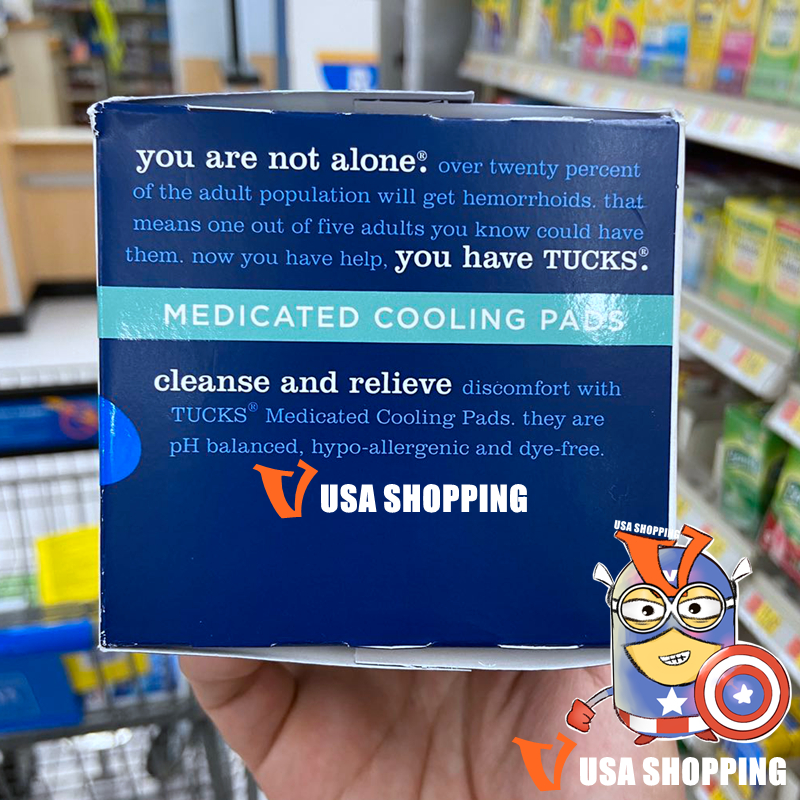 you are not alone.® over twenty percent
of the adult population will get hemorrhoids. that
means one out of five adults you know could have
them. now you have help, you have TUCKS®.
MEDICATED COOLING PADS
cleanse and relieve discomfort with
TUCKS® Medicated Cooling Pads. they are
pH balanced, hypo-allergenic and dye-free.
USA SHOPPING
USA SHOPPING
USA SHOPPING